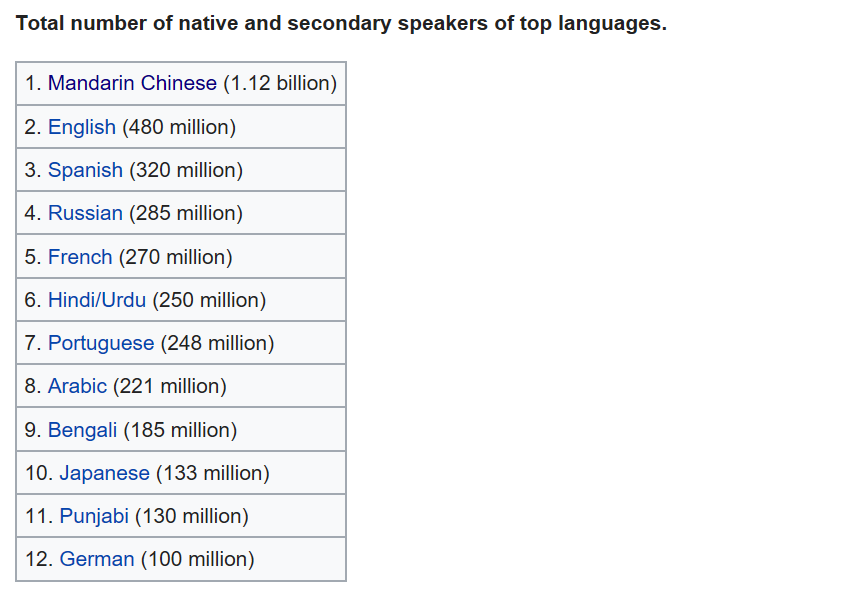 Total number of native and secondary speakers of top languages.
1. Mandarin Chinese (1.12 billion)
2. English (480 million)
3. Spanish (320 million)
4. Russian (285 million)
5. French (270 million)
6. Hindi/Urdu (250 million)
7. Portuguese (248 million)
8. Arabic (221 million)
9. Bengali (185 million)
10. Japanese (133 million)
11. Punjabi (130 million)
12. German (100 million)